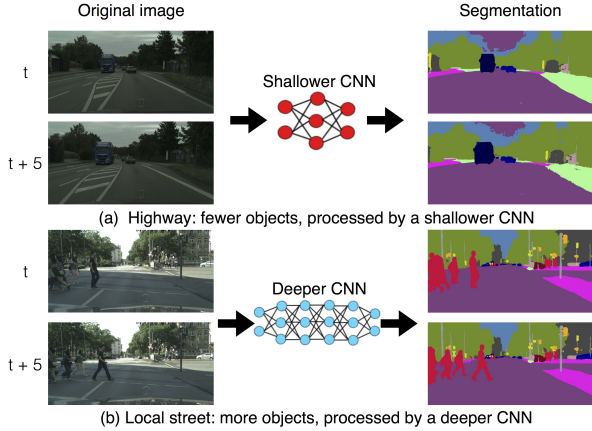 Original image
Segmentation
t
Shallower CNN
t + 5
(a) Highway: fewer objects, processed by a shallower CNN
t
Deeper CNN
t + 5
(b) Local street: more objects, processed by a deeper CNN